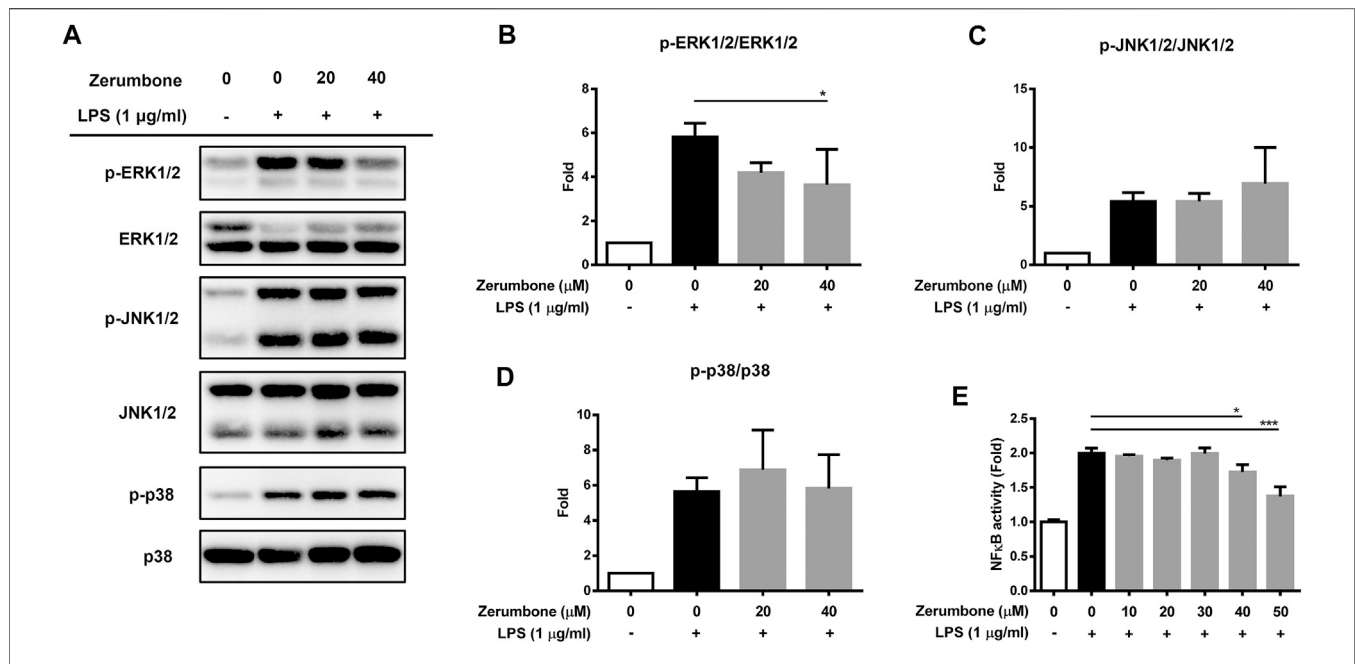 A
Zerumbone 0 0 20 40
LPS (1 µg/ml) - + + +
p-ERK1/2
ERK1/2
p-JNK1/2
JNK1/2
p-p38
p38
B
p-ERK1/2/ERK1/2
*
8
6
4
2
0
Fold
Zerumbone (µM) 0 0 20 40
LPS (1 µg/ml) - + + +
C
p-JNK1/2/JNK1/2
15
10
5
0
Fold
Zerumbone (µM) 0 0 20 40
LPS (1 µg/ml) - + + +
D
p-p38/p38
10
8
6
4
2
0
Fold
Zerumbone (µM) 0 0 20 40
LPS (1 µg/ml) - + + +
E
*
***
2.5
2.0
1.5
1.0
0.5
0.0
NFκB activity (Fold)
Zerumbone (µM) 0 0 10 20 30 40 50
LPS (1 µg/ml) - + + + + + +